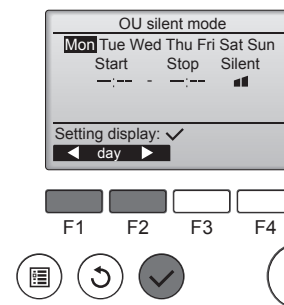 OU silent mode
Mon Tue Wed Thu Fri Sat Sun
Start Stop Silent
--:-- - --:--
Setting display: ✓
◀ day ▶
F1 F2 F3 F4